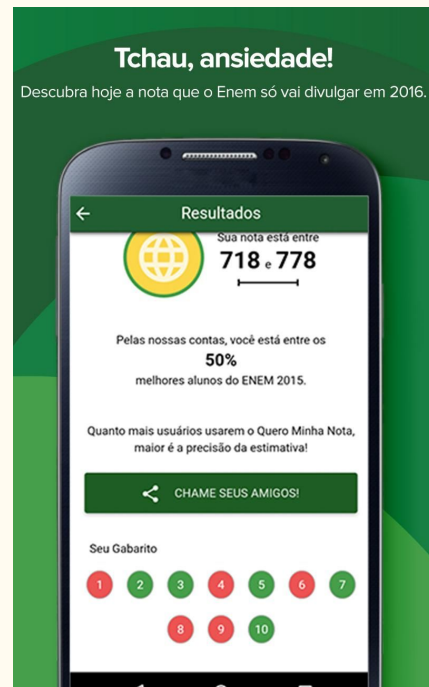 Tchau, ansiedade!
Descubra hoje a nota que o Enem só vai divulgar em 2016.
Resultados
Sua nota está entre
718 e 778
Pelas nossas contas, você está entre os
50%
melhores alunos do ENEM 2015.
Quanto mais usuários usarem o Quero Minha Nota,
maior é a precisão da estimativa!
CHAME SEUS AMIGOS!
Seu Gabarito
1 2 3 4 5 6 7
8 9 10